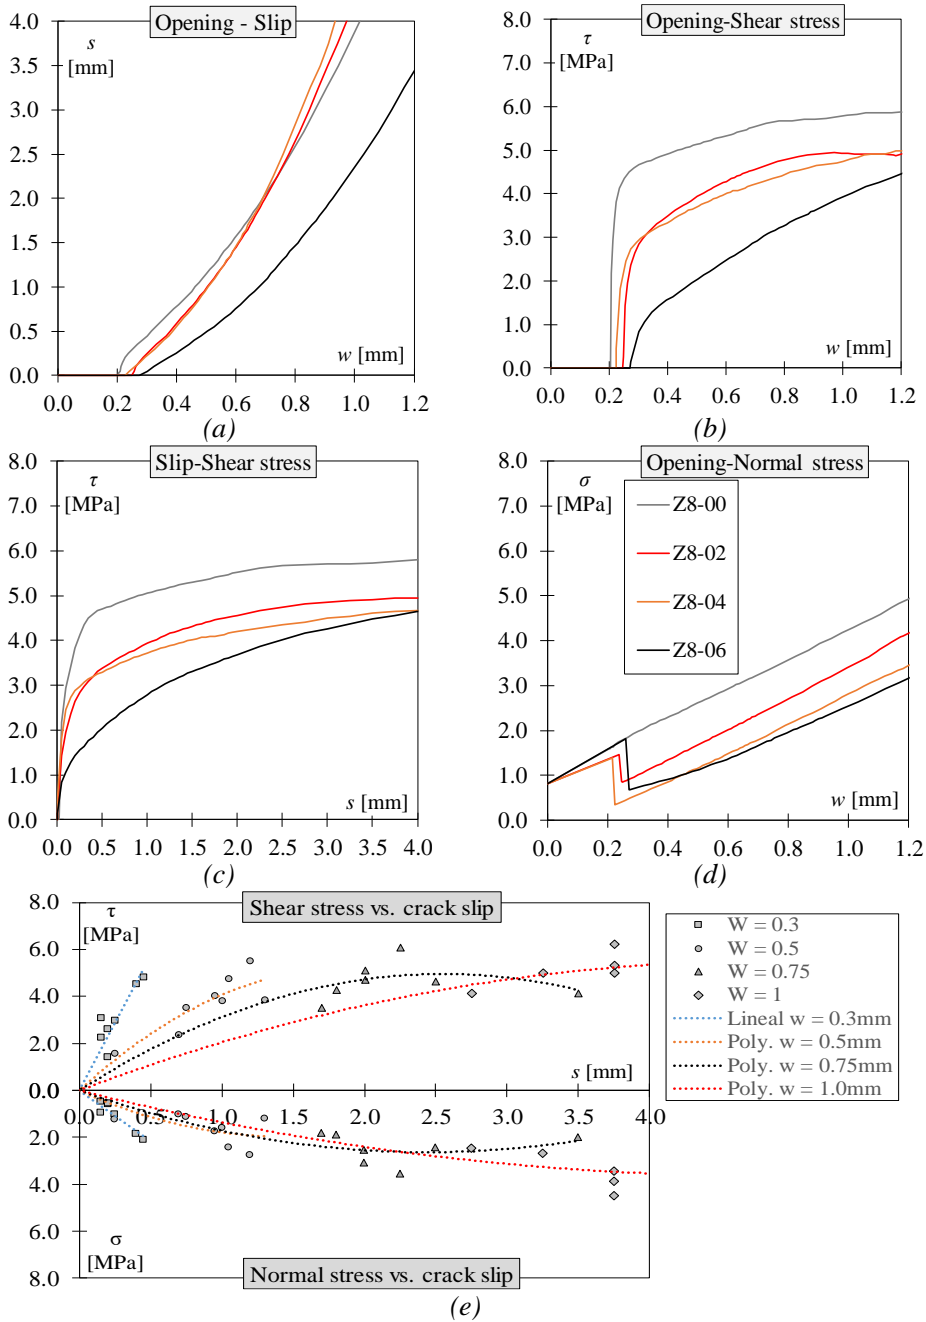 Opening - Slip
4.0
s
[mm]
3.5
3.0
2.5
2.0
1.5
1.0
0.5
w [mm]
0.0
0.0 0.2 0.4 0.6 0.8 1.0 1.2
(a)
Opening-Shear stress
8.0
τ
[MPa]
7.0
6.0
5.0
4.0
3.0
2.0
1.0
w [mm]
0.0
0.0 0.2 0.4 0.6 0.8 1.0 1.2
(b)
Slip-Shear stress
8.0
τ
[MPa]
7.0
6.0
5.0
4.0
3.0
2.0
1.0
s [mm]
0.0
0.0 0.5 1.0 1.5 2.0 2.5 3.0 3.5 4.0
(c)
Opening-Normal stress
8.0
σ
[MPa]
7.0
6.0
5.0
4.0
3.0
2.0
1.0
w [mm]
0.0
0.0 0.2 0.4 0.6 0.8 1.0 1.2
Z8-00
Z8-02
Z8-04
Z8-06
(d)
8.0
τ
[MPa]
Shear stress vs. crack slip
6.0
4.0
2.0
s [mm]
0.0
0.0 0.5 1.0 1.5 2.0 2.5 3.0 3.5 4.0
2.0
4.0
6.0
σ
[MPa]
8.0
Normal stress vs. crack slip
W = 0.3
W = 0.5
W = 0.75
W = 1
Lineal w = 0.3mm
Poly. w = 0.5mm
Poly. w = 0.75mm
Poly. w = 1.0mm
(e)